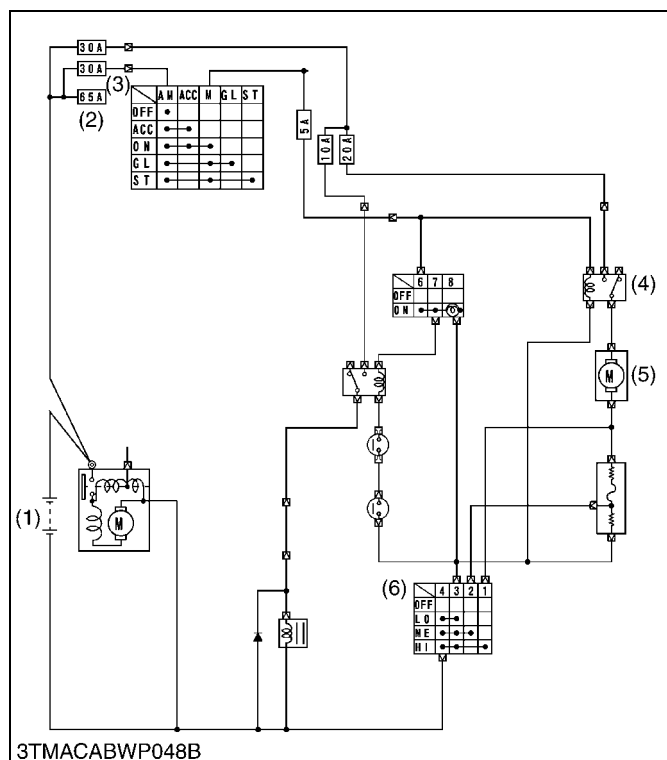 30A
30A
(3)
65A
(2)
AM ACC M GL ST
OFF
ACC
ON
GL
ST
5A
10A
20A
(4)
6 7 8
OFF
ON
M
(5)
(1)
M
(6)
4 3 2 1
OFF
LO
ME
HI
3TMACABWP048B